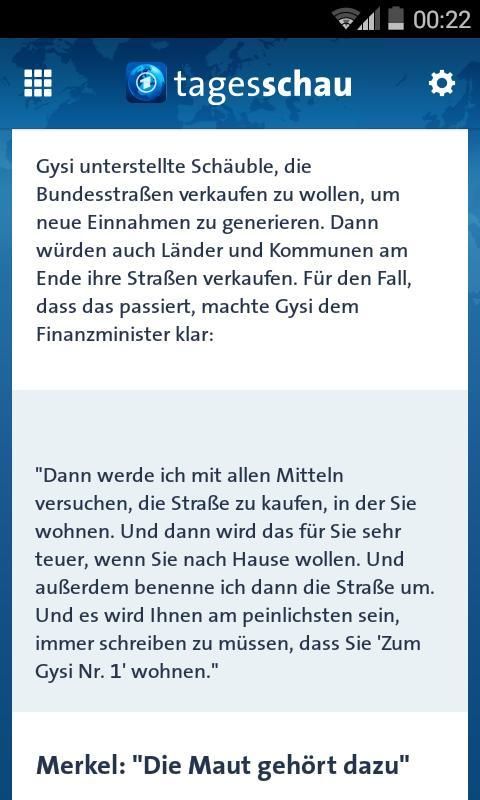 00:22
tagesschau
Gysi unterstellte Schäuble, die
Bundesstraßen verkaufen zu wollen, um
neue Einnahmen zu generieren. Dann
würden auch Länder und Kommunen am
Ende ihre Straßen verkaufen. Für den Fall,
dass das passiert, machte Gysi dem
Finanzminister klar:
"Dann werde ich mit allen Mitteln
versuchen, die Straße zu kaufen, in der Sie
wohnen. Und dann wird das für Sie sehr
teuer, wenn Sie nach Hause wollen. Und
außerdem benenne ich dann die Straße um.
Und es wird Ihnen am peinlichsten sein,
immer schreiben zu müssen, dass Sie 'Zum
Gysi Nr. 1' wohnen."
Merkel: "Die Maut gehört dazu"